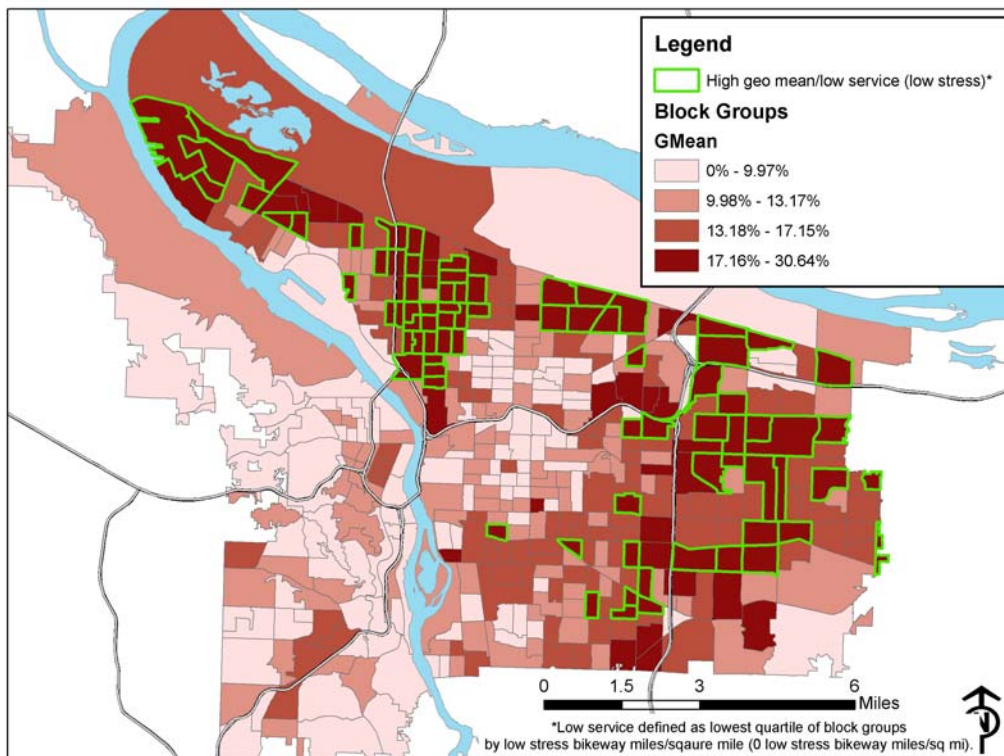 Legend
High geo mean/low service (low stress)*
Block Groups
GMean
0% - 9.97%
9.98% - 13.17%
13.18% - 17.15%
17.16% - 30.64%
0 1.5 3 6
Miles
*Low service defined as lowest quartile of block groups
by low stress bikeway miles/sqaure mile (0 low stress bikeway miles/sq mi).